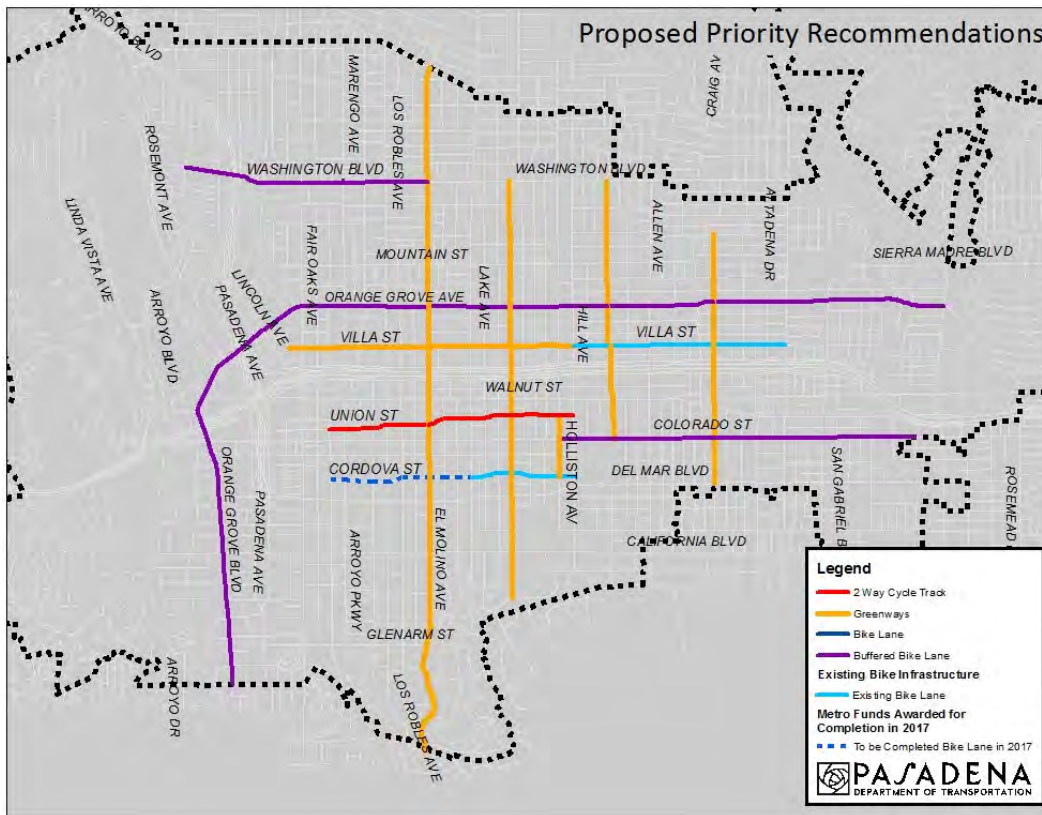 Proposed Priority Recommendations
ARROYO BLVD
MARENGO AVE
LOS ROBLES AVE
CRAIG AV
ROSEMONT AVE
WASHINGTON BLVD
WASHINGTON BLVD
LINDA VISTA AVE
ALLEN AVE
ALTADENA DR
FAIR OAKS AVE
MOUNTAIN ST
SIERRA MADRE BLVD
LAKE AVE
ORANGE GROVE AVE
LINCOLN AVE
PASADENA AVE
ARROYO BLVD
HILL AVE
VILLA ST
VILLA ST
WALNUT ST
UNION ST
COLORADO ST
HOLLISTON AV
CORDOVA ST
DEL MAR BLVD
ORANGE GROVE BLVD
PASADENA AVE
SAN GABRIEL B
ROSEMEAD
EL MOLINO AVE
ARROYO PKWY
CALIFORNIA BLVD
GLENARM ST
ARROYO DR
LOS ROBLES AVE
Legend
2 Way Cycle Track
Greenways
Bike Lane
Buffered Bike Lane
Existing Bike Infrastructure
Existing Bike Lane
Metro Funds Awarded for
Completion in 2017
To be Completed Bike Lane in 2017
PASADENA
DEPARTMENT OF TRANSPORTATION